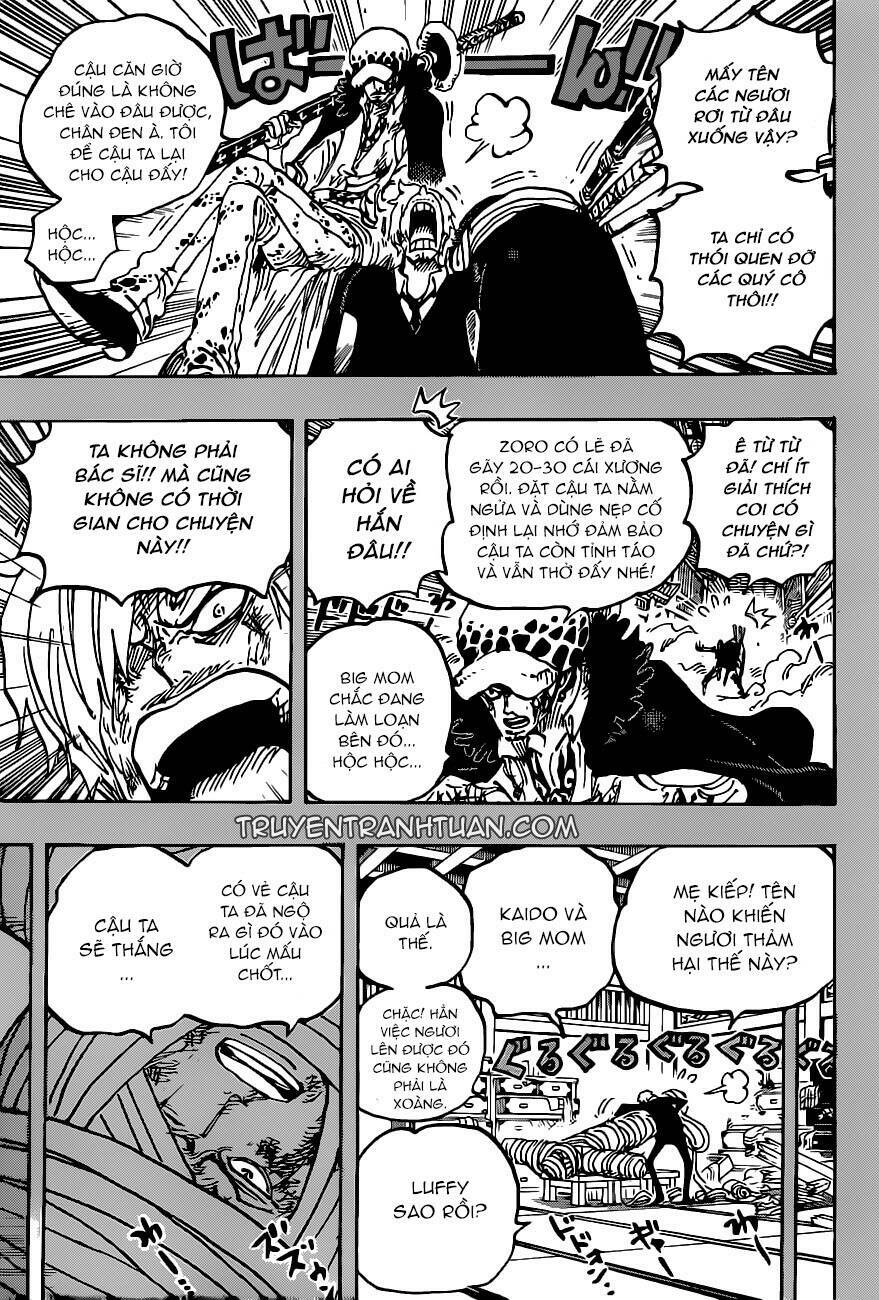 ばーーん!!
MẤY TÊN
CÁC NGƯƠI
RƠI TỪ ĐÂU
XUỐNG VẬY?
TA CHỈ CÓ
THÓI QUEN ĐỠ
CÁC QUÝ CÔ
THÔI!!
CẬU CĂN GIỜ
ĐÚNG LÀ KHÔNG
CHÊ VÀO ĐÂU ĐƯỢC,
CHÂN ĐEN À. TÔI
ĐỂ CẬU TA LẠI
CHO CẬU ĐẤY!
HỘC...
HỘC...
Ê TỪ TỪ
ĐÃ! CHÍ ÍT
GIẢI THÍCH
COI CÓ
CHUYỆN GÌ
ĐÃ CHỨ?!
ZORO CÓ LẼ ĐÃ
GÃY 20-30 CÁI XƯƠNG
RỒI. ĐẶT CẬU TA NẰM
NGỬA VÀ DÙNG NẸP CỐ
ĐỊNH LẠI NHỚ ĐẢM BẢO
CẬU TA CÒN TỈNH TÁO
VÀ VẪN THỞ ĐẤY NHÉ!
CÓ AI
HỎI VỀ
HẮN
ĐÂU!!
BIG MOM
CHẮC ĐANG
LÀM LOẠN
BÊN ĐÓ...
HỘC HỘC...
TA KHÔNG PHẢI
BÁC SĨ!! MÀ CŨNG
KHÔNG CÓ THỜI
GIAN CHO CHUYỆN
NÀY!!
TRUYENTRANHTUAN.COM
MẸ KIẾP! TÊN
NÀO KHIẾN
NGƯƠI THẢM
HẠI THẾ NÀY?
KAIDO VÀ
BIG MOM
...
QUẢ LÀ
THẾ.
CHẶC! HẲN
VIỆC NGƯƠI
LÊN ĐƯỢC ĐÓ
CŨNG KHÔNG
PHẢI LÀ
XOÀNG.
ぐるぐるぐるぐるぐる
LUFFY
SAO RỒI?
CÓ VẺ CẬU
TA ĐÃ NGỘ
RA GÌ ĐÓ VÀO
LÚC MẤU
CHỐT...
CẬU TA
SẼ THẮNG
...